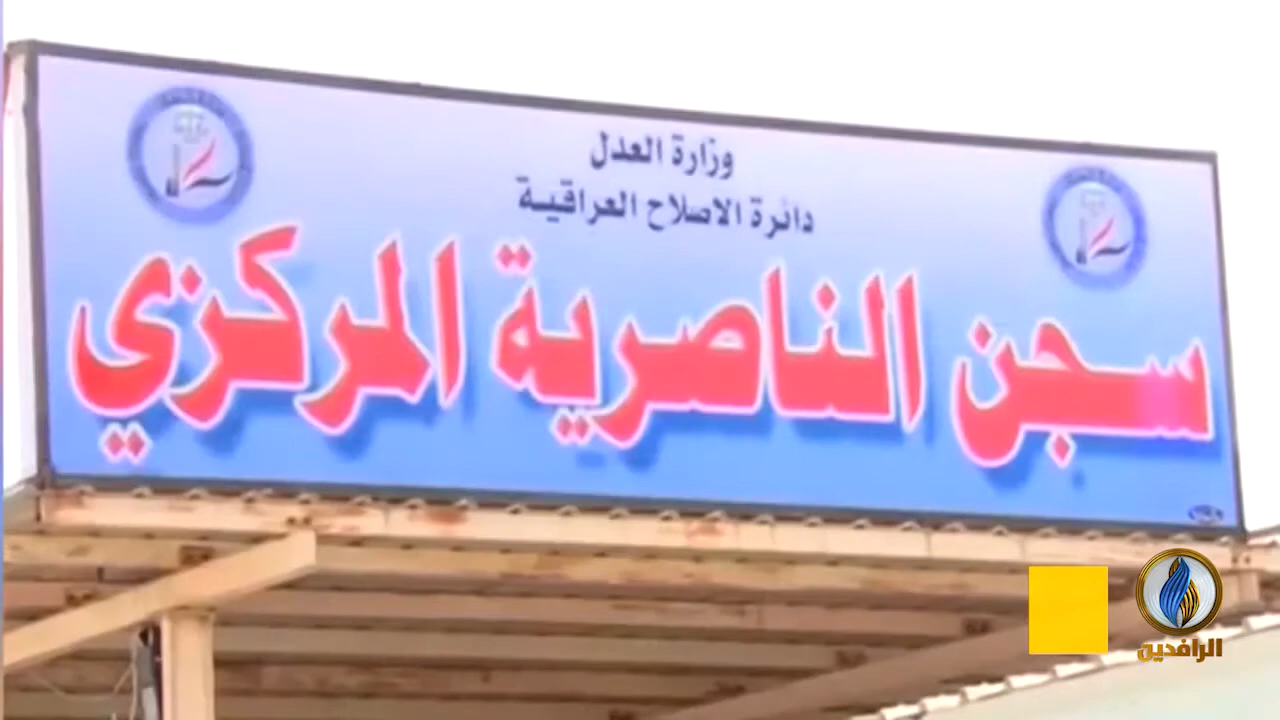 وزارة العدل
دائرة الاصلاح العراقية
سجن الناصرية المركزي
الرافدين